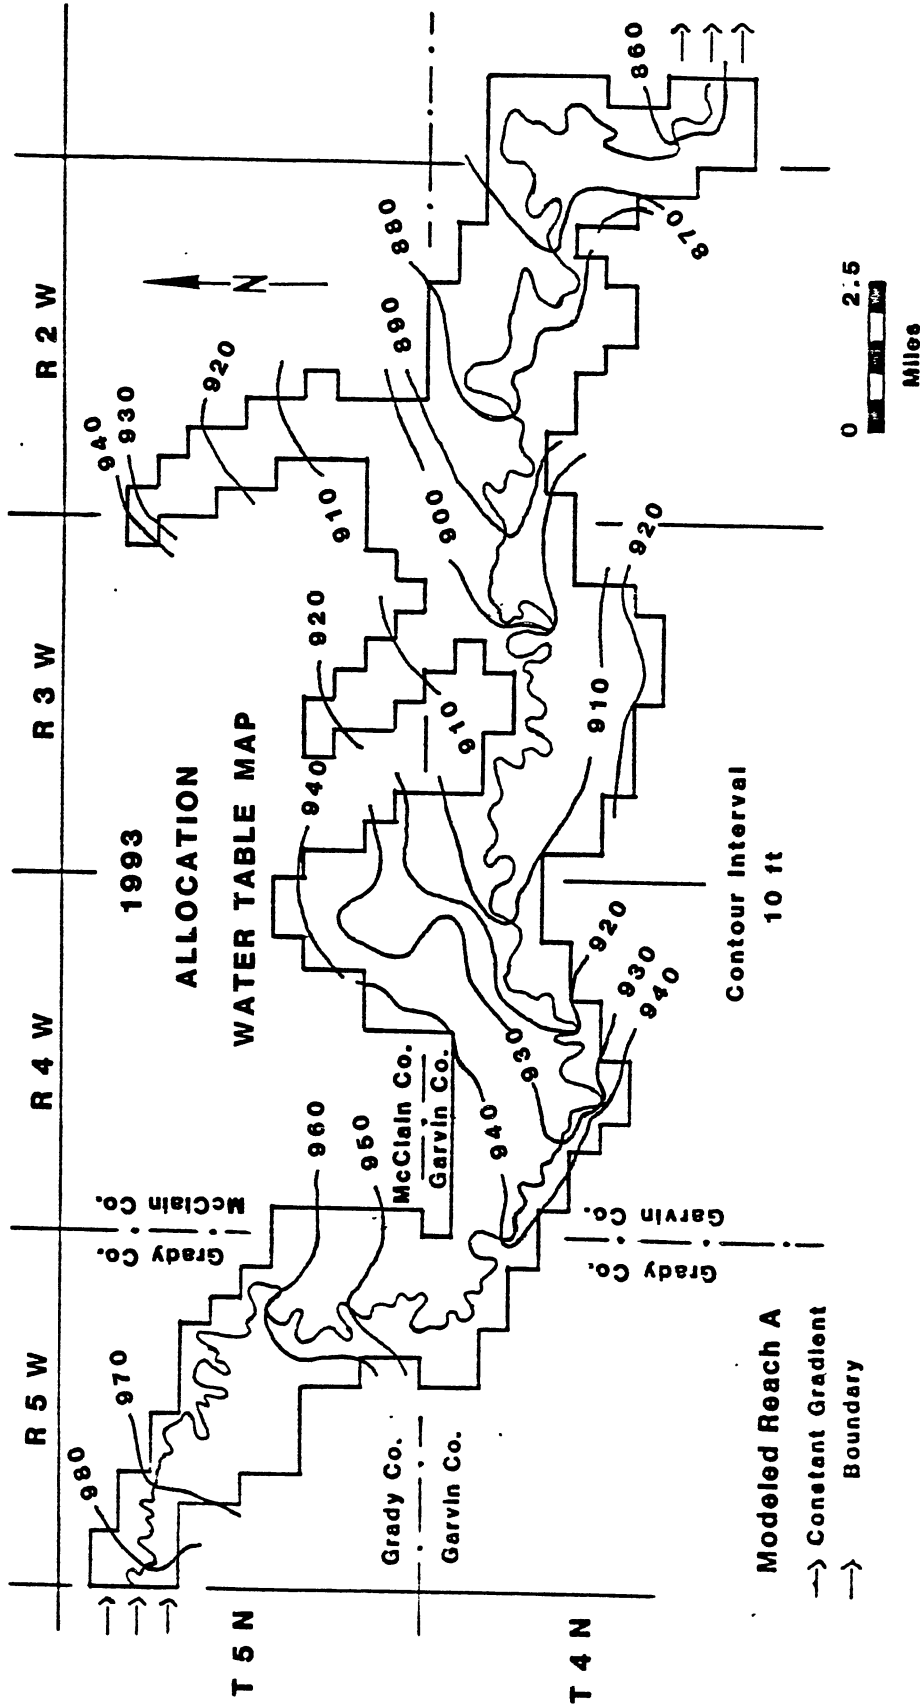 R 5 W
R 4 W
R 3 W
R 2 W
1993
ALLOCATION
WATER TABLE MAP
N
T 5 N
T 4 N
980
970
960
950
940
930
940
930
920
940
920
910
910
900
890
880
940
930
920
910
910
920
870
860
Grady Co.
McClain Co.
McClain Co.
Garvin Co.
Grady Co.
Garvin Co.
Grady Co.
Garvin Co.
Contour Interval
10 ft
0 2.5
Miles
Modeled Reach A
Constant Gradient
Boundary